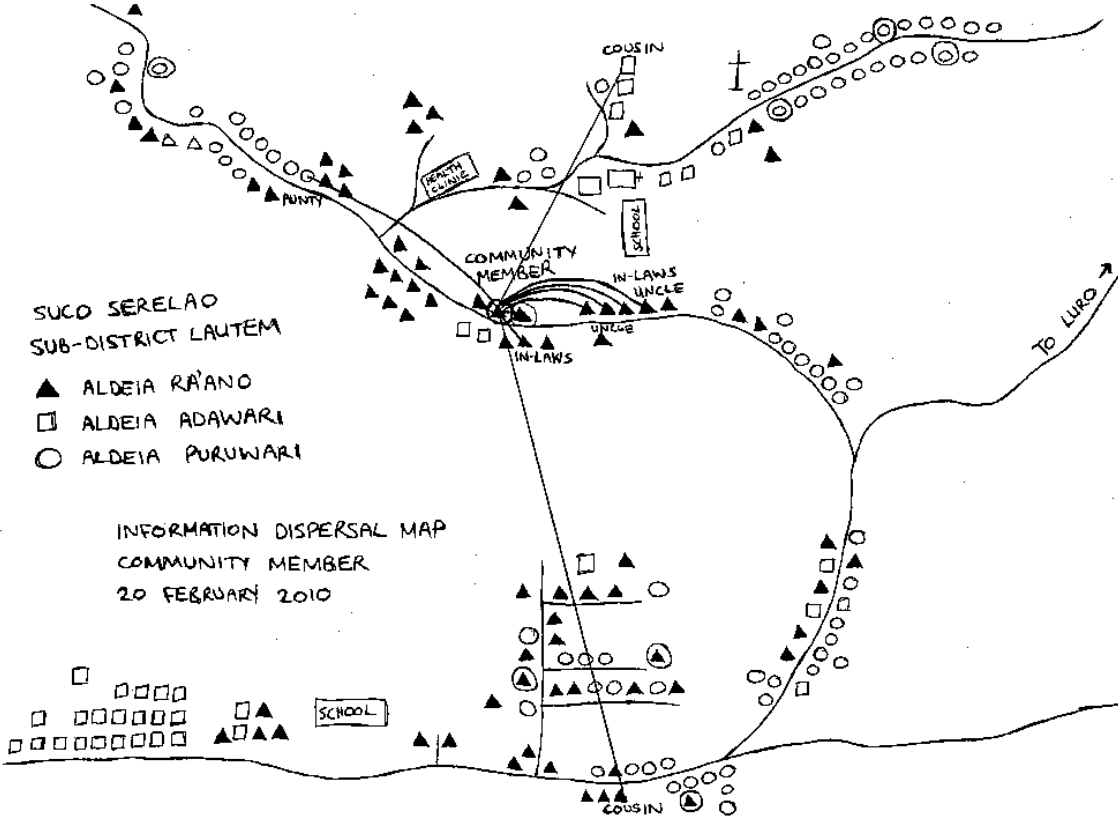 COUSIN
HEALTH
CLINIC
AUNTY
SCHOOL
COMMUNITY
MEMBER
IN-LAWS
UNCLE
UNCLE
IN-LAWS
TO LURO
SUCO SERELAO
SUB-DISTRICT LAUTEM
ALDEIA RA'ANO
ALDEIA ADAWARI
ALDEIA PURUWARI
INFORMATION DISPERSAL MAP
COMMUNITY MEMBER
20 FEBRUARY 2010
SCHOOL
COUSIN